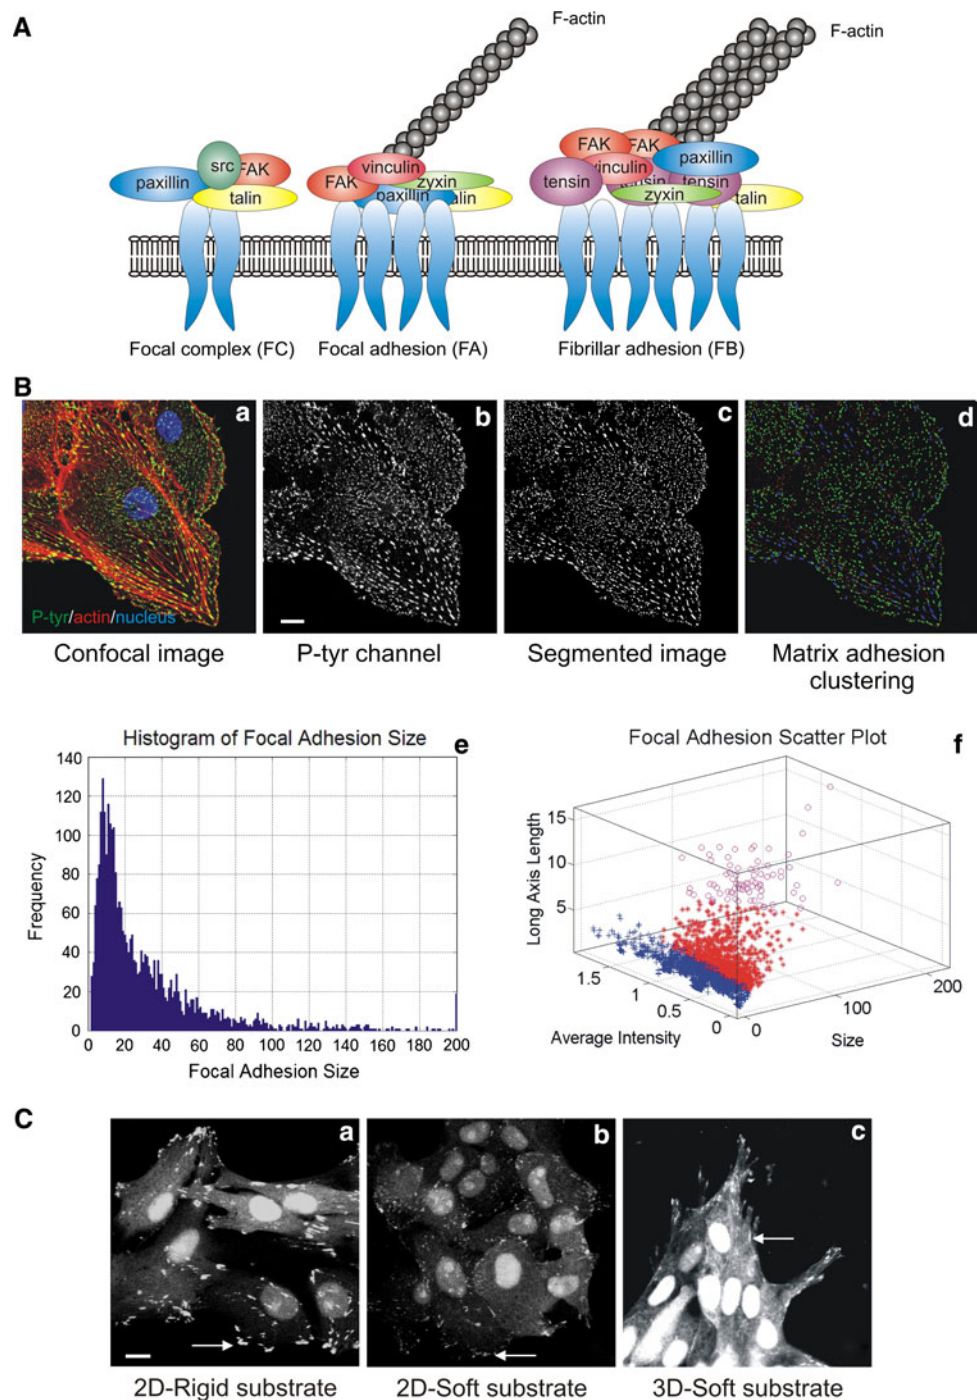 A
F-actin
F-actin
src
FAK
paxillin
talin
vinculin
FAK
zyxin
paxillin
talin
FAK
FAK
vinculin
paxillin
tensin
tensin
tensin
zyxin
talin
Focal complex (FC)
Focal adhesion (FA)
Fibrillar adhesion (FB)
B
a
b
c
d
P-tyr/actin/nucleus
Confocal image
P-tyr channel
Segmented image
Matrix adhesion
clustering
Histogram of Focal Adhesion Size
e
Frequency
140
120
100
80
60
40
20
0
0 20 40 60 80 100 120 140 160 180 200
Focal Adhesion Size
Focal Adhesion Scatter Plot
f
Long Axis Length
15
10
5
1.5
1
0.5
0
Average Intensity
0
100
200
Size
C
a
b
c
2D-Rigid substrate
2D-Soft substrate
3D-Soft substrate